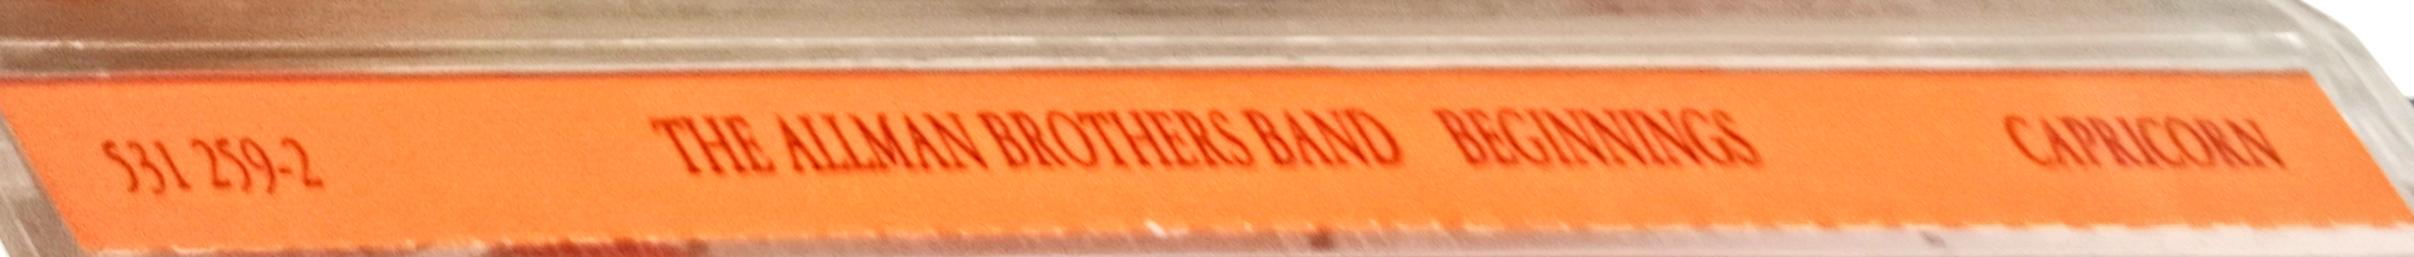 531 259-2 THE ALLMAN BROTHERS BAND BEGINNINGS CAPRICORN